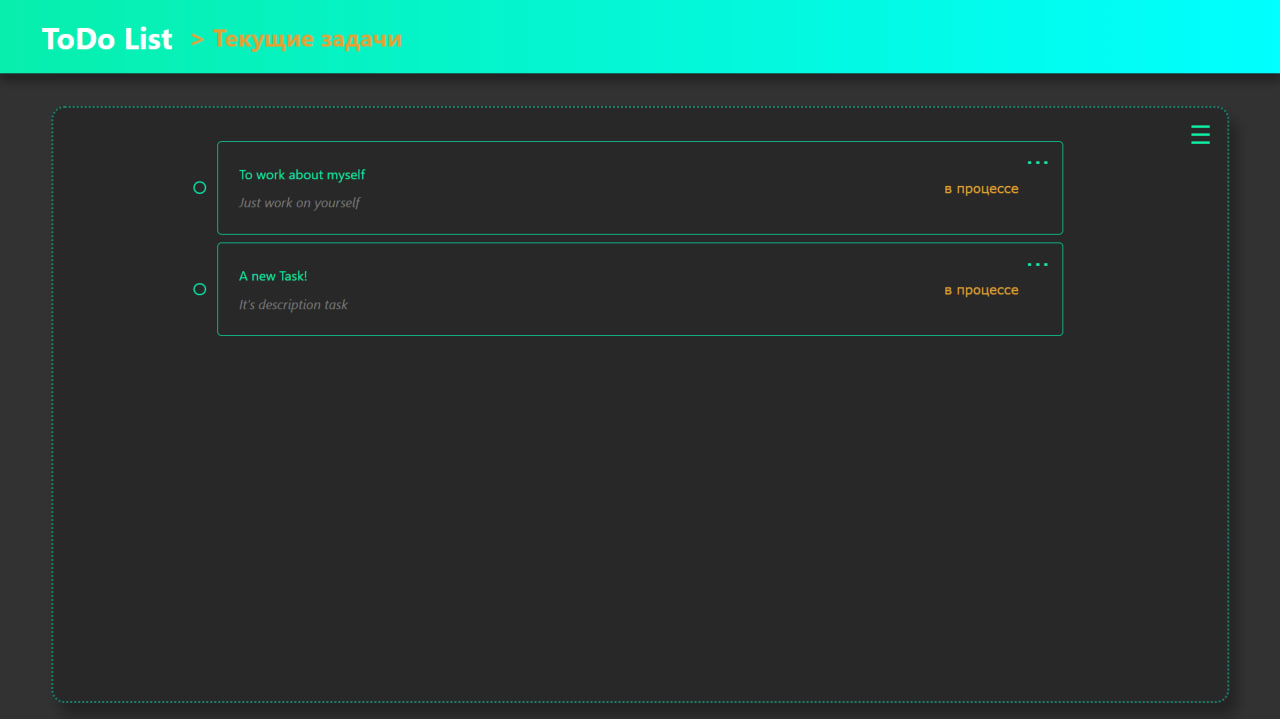 ToDo List > Текущие задачи
To work about myself
Just work on yourself
в процессе
A new Task!
It's description task
в процессе